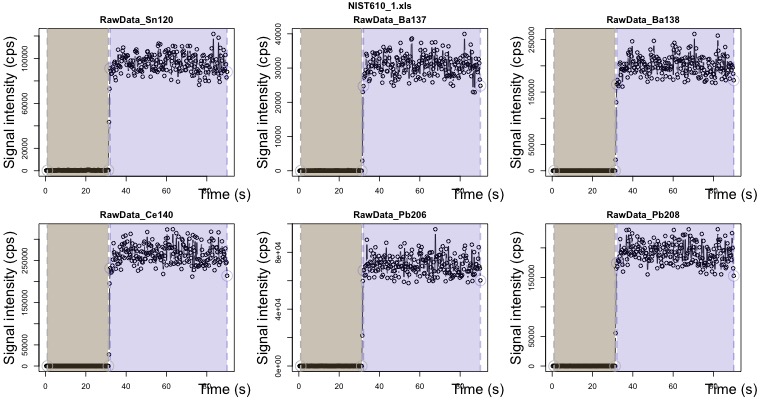 NIST610_1.xls
RawData_Sn120 RawData_Ba137 RawData_Ba138
Signal intensity (cps) Signal intensity (cps) Signal intensity (cps)
100000 60000 20000 0
40000 30000 20000 10000 0
250000 150000 50000 0
0 20 40 60 80 0 20 40 60 80 0 20 40 60 80
Time (s) Time (s) Time (s)
RawData_Ce140 RawData_Pb206 RawData_Pb208
Signal intensity (cps) Signal intensity (cps) Signal intensity (cps)
250000 150000 50000 0
8e+04 4e+04 0e+00
150000 50000 0
0 20 40 60 80 0 20 40 60 80 0 20 40 60 80
Time (s) Time (s) Time (s)